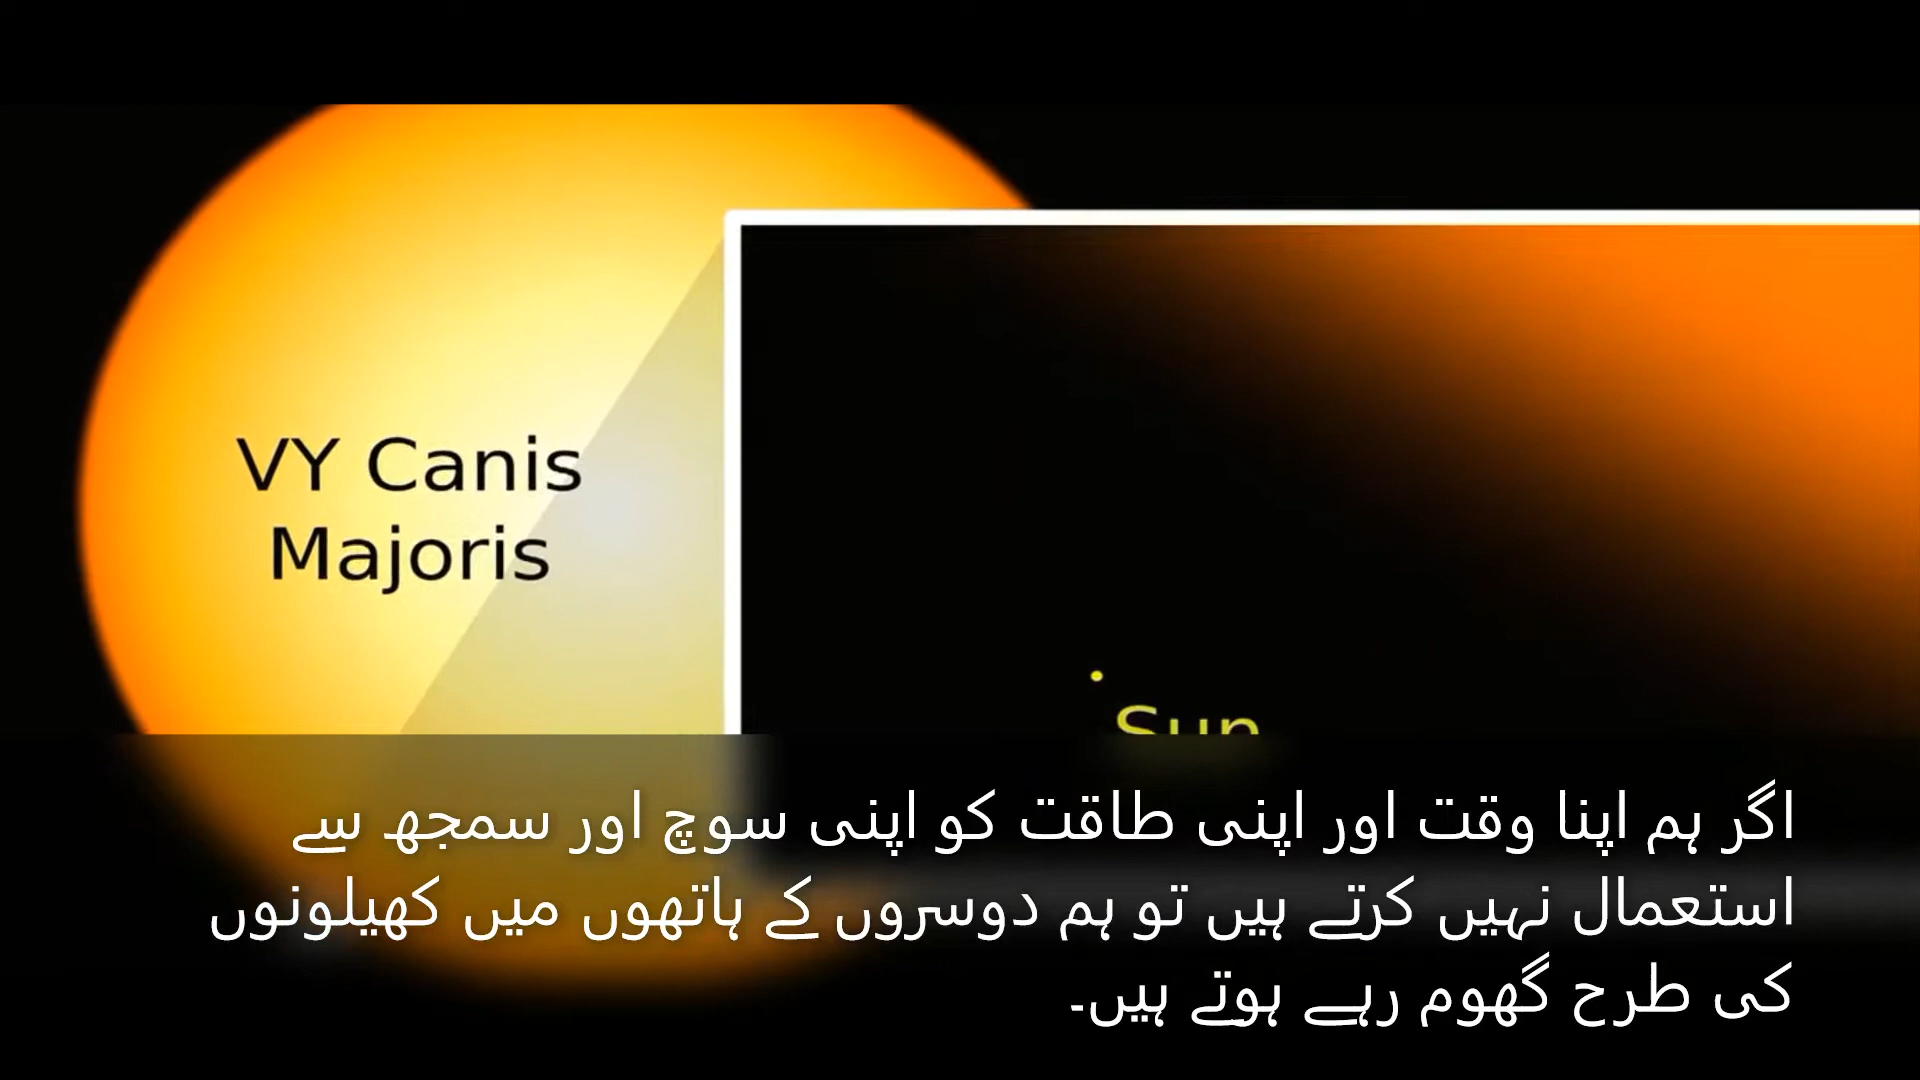 VY Canis
Majoris
Sun
اگر ہم اپنا وقت اور اپنی طاقت کو اپنی سوچ اور سمجھ سے
استعمال نہیں کرتے ہیں تو ہم دوسروں کے ہاتھوں میں کھیلونوں
کی طرح گھوم رہے ہوتے ہیں۔